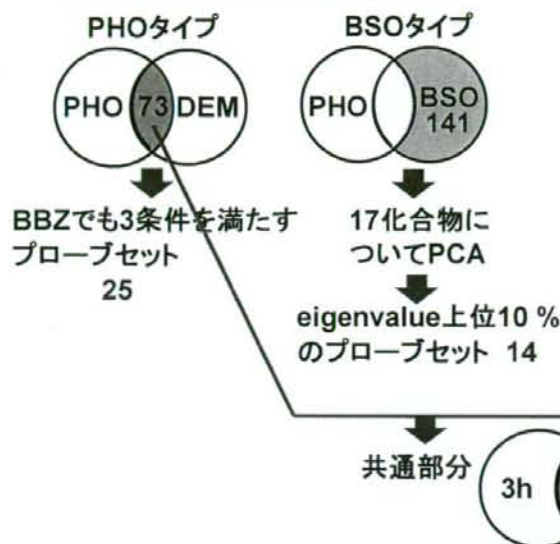 PHOタイプ
PHO 73 DEM
BBZでも3条件を満たす
プローブセット
25
BSOタイプ
PHO BSO
141
17化合物に
ついてPCA
eigenvalue上位10 %
のプローブセット 14
共通部分
3h